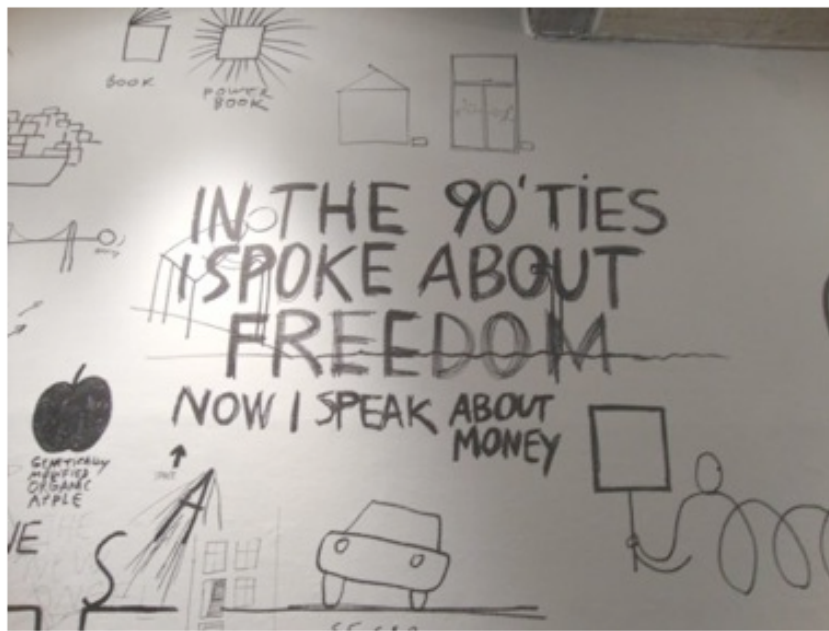 BOOK
POWER
BOOK
IN THE 90'TIES
I SPOKE ABOUT
FREEDOM
NOW I SPEAK ABOUT
MONEY
GENETICALLY
MODIFIED
ORGANIC
APPLE